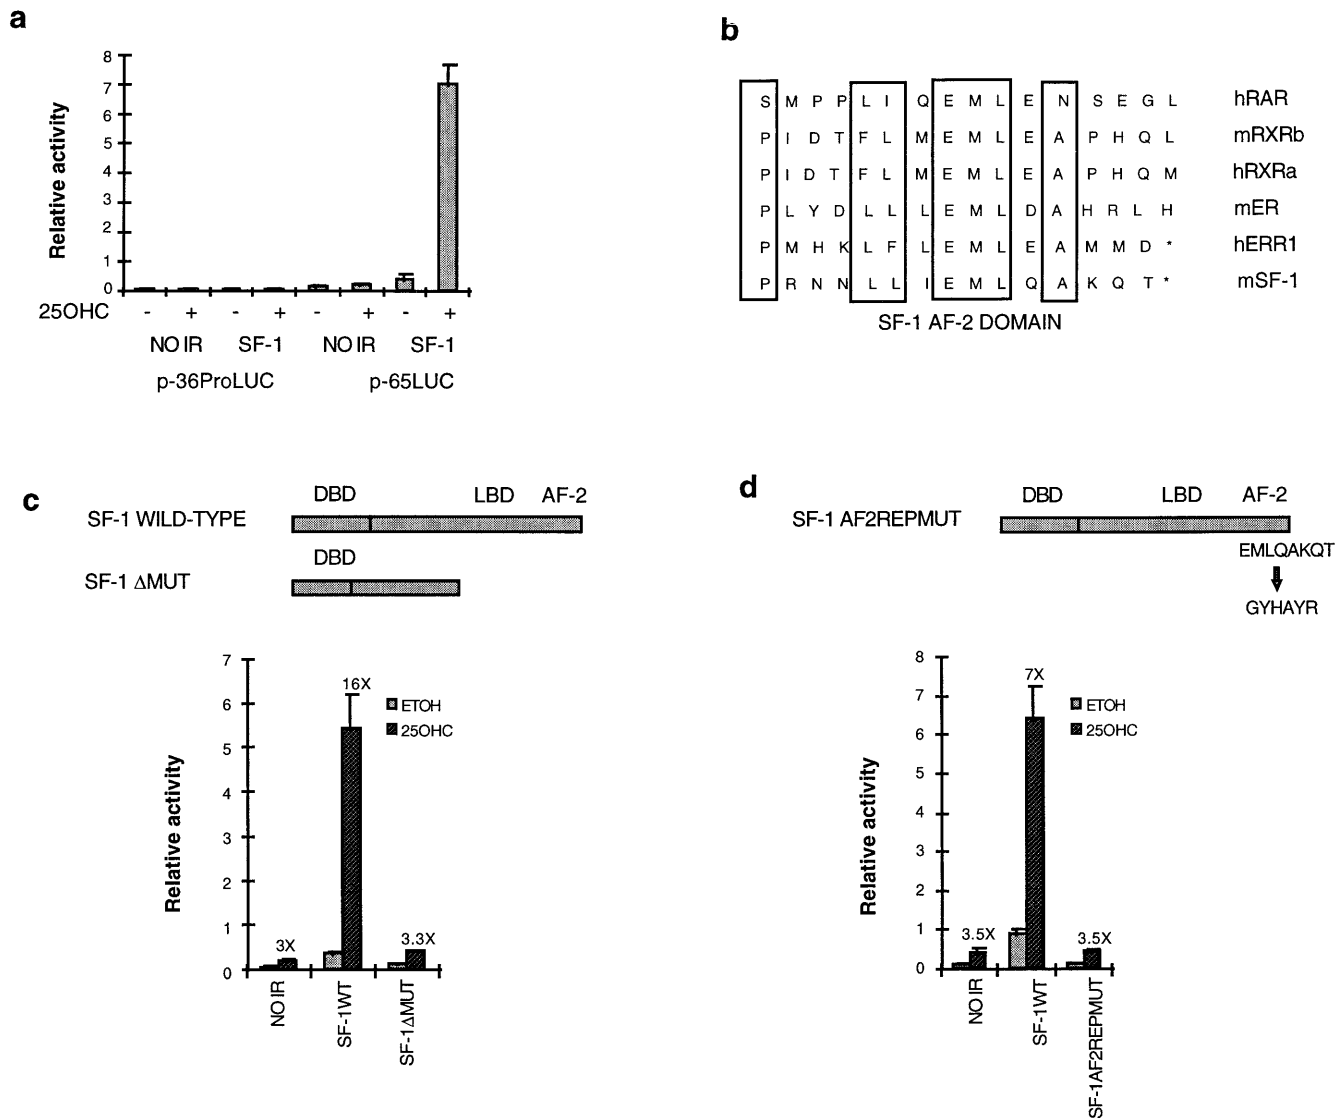 a
Relative activity
8
7
6
5
4
3
2
1
0
25OHC - + - + - + - +
NO IR SF-1 NO IR SF-1
p-36ProLUC p-65LUC
b
S M P P L I Q E M L E N S E G L hRAR
P I D T F L M E M L E A P H Q L mRXRb
P I D T F L M E M L E A P H Q M hRXRa
P L Y D L L L E M L D A H R L H mER
P M H K L F L E M L E A M M D * hERR1
P R N N L L I E M L Q A K Q T * mSF-1
SF-1 AF-2 DOMAIN
c
DBD LBD AF-2
SF-1 WILD-TYPE
DBD
SF-1 ΔMUT
Relative activity
7
6
5
4
3
2
1
0
16X
ETOH
25OHC
3X
3.3X
NO IR
SF-1WT
SF-1ΔMUT
d
DBD LBD AF-2
SF-1 AF2REPMUT
EMLQAKQT
GYHAYR
Relative activity
8
7
6
5
4
3
2
1
0
7X
ETOH
25OHC
3.5X
3.5X
NO IR
SF-1WT
SF-1AF2REPMUT